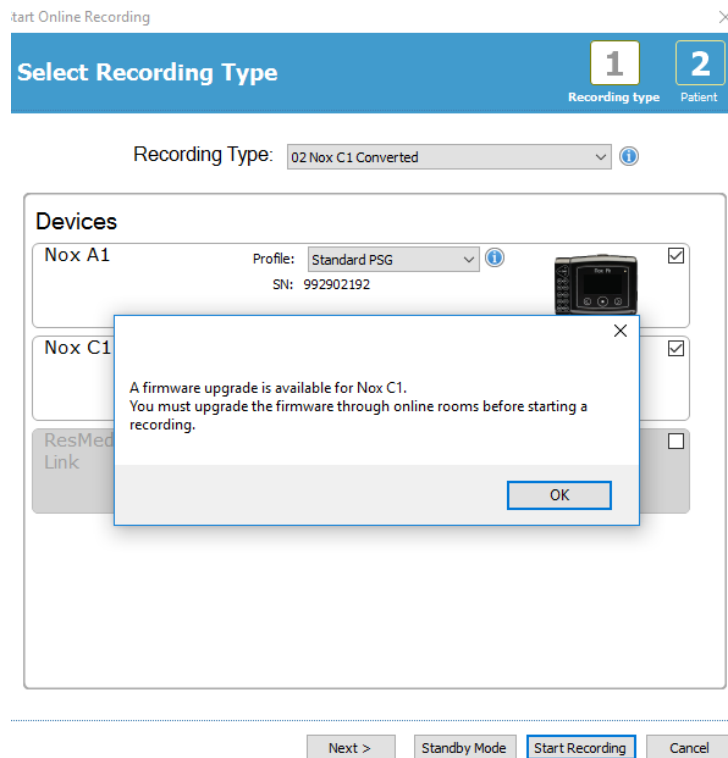 Start Online Recording
Select Recording Type
1
Recording type
2
Patient
Recording Type: 02 Nox C1 Converted
Devices
Nox A1
Profile: Standard PSG
SN: 992902192
Nox C1
A firmware upgrade is available for Nox C1.
You must upgrade the firmware through online rooms before starting a
recording.
OK
ResMed
Link
Next >
Standby Mode
Start Recording
Cancel